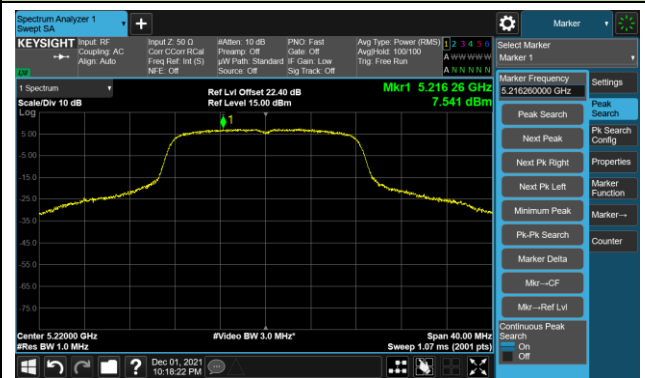 Spectrum Analyzer 1
Swept SA
+
Marker
KEYSIGHT
Input: RF
Coupling: AC
Align: Auto
Input Z: 50 Ω
Corr CCorr RCal
Freq Ref: Int (S)
NFE: Off
#Atten: 10 dB
Preamp: Off
µW Path: Standard
Source: Off
PNO: Fast
Gate: Off
IF Gain: Low
Sig Track: Off
Avg Type: Power (RMS)
Avg|Hold: 100/100
Trig: Free Run
1 2 3 4 5 6
A W W W W W
A N N N N N
LXI
Select Marker
Marker 1
1 Spectrum
Scale/Div 10 dB
Log
Ref Lvl Offset 22.40 dB
Ref Level 15.00 dBm
Mkr1 5.216 26 GHz
7.541 dBm
1
5.00
-5.00
-15.0
-25.0
-35.0
-45.0
-55.0
-65.0
-75.0
Center 5.22000 GHz
#Res BW 1.0 MHz
#Video BW 3.0 MHz*
Span 40.00 MHz
Sweep 1.07 ms (2001 pts)
Marker Frequency
5.216260000 GHz
Peak Search
Next Peak
Next Pk Right
Next Pk Left
Minimum Peak
Pk-Pk Search
Marker Delta
Mkr→CF
Mkr→Ref Lvl
Continuous Peak
Search
On
Off
Settings
Peak
Search
Pk Search
Config
Properties
Marker
Function
Marker→
Counter
?
Dec 01, 2021
10:18:22 PM